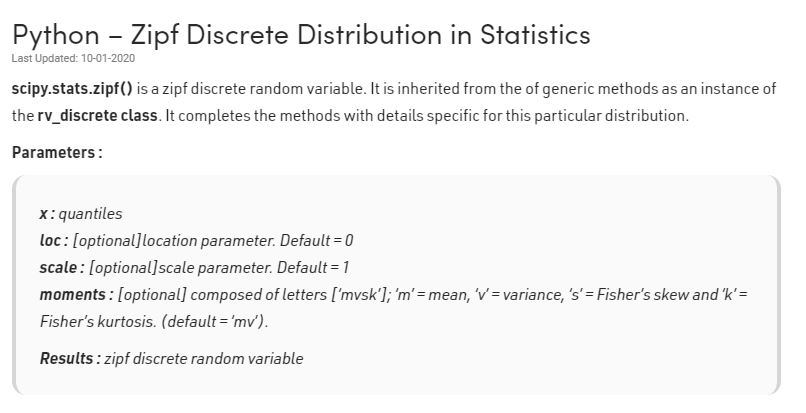 Python – Zipf Discrete Distribution in Statistics
Last Updated: 10-01-2020
scipy.stats.zipf() is a zipf discrete random variable. It is inherited from the of generic methods as an instance of
the rv_discrete class. It completes the methods with details specific for this particular distribution.
Parameters :
x : quantiles
loc : [optional]location parameter. Default = 0
scale : [optional]scale parameter. Default = 1
moments : [optional] composed of letters [‘mvsk’]; ‘m’ = mean, ‘v’ = variance, ‘s’ = Fisher’s skew and ‘k’ =
Fisher’s kurtosis. (default = ‘mv’).
Results : zipf discrete random variable